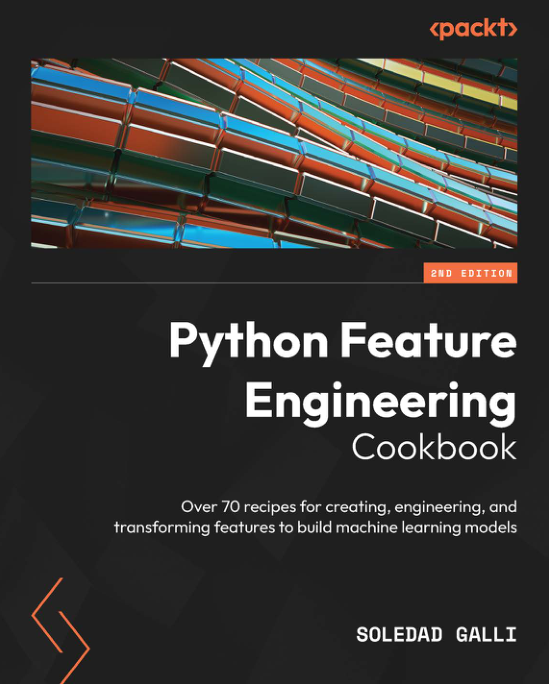 <packt>
2ND EDITION
Python Feature
Engineering
Cookbook
Over 70 recipes for creating, engineering, and
transforming features to build machine learning models
SOLEDAD GALLI